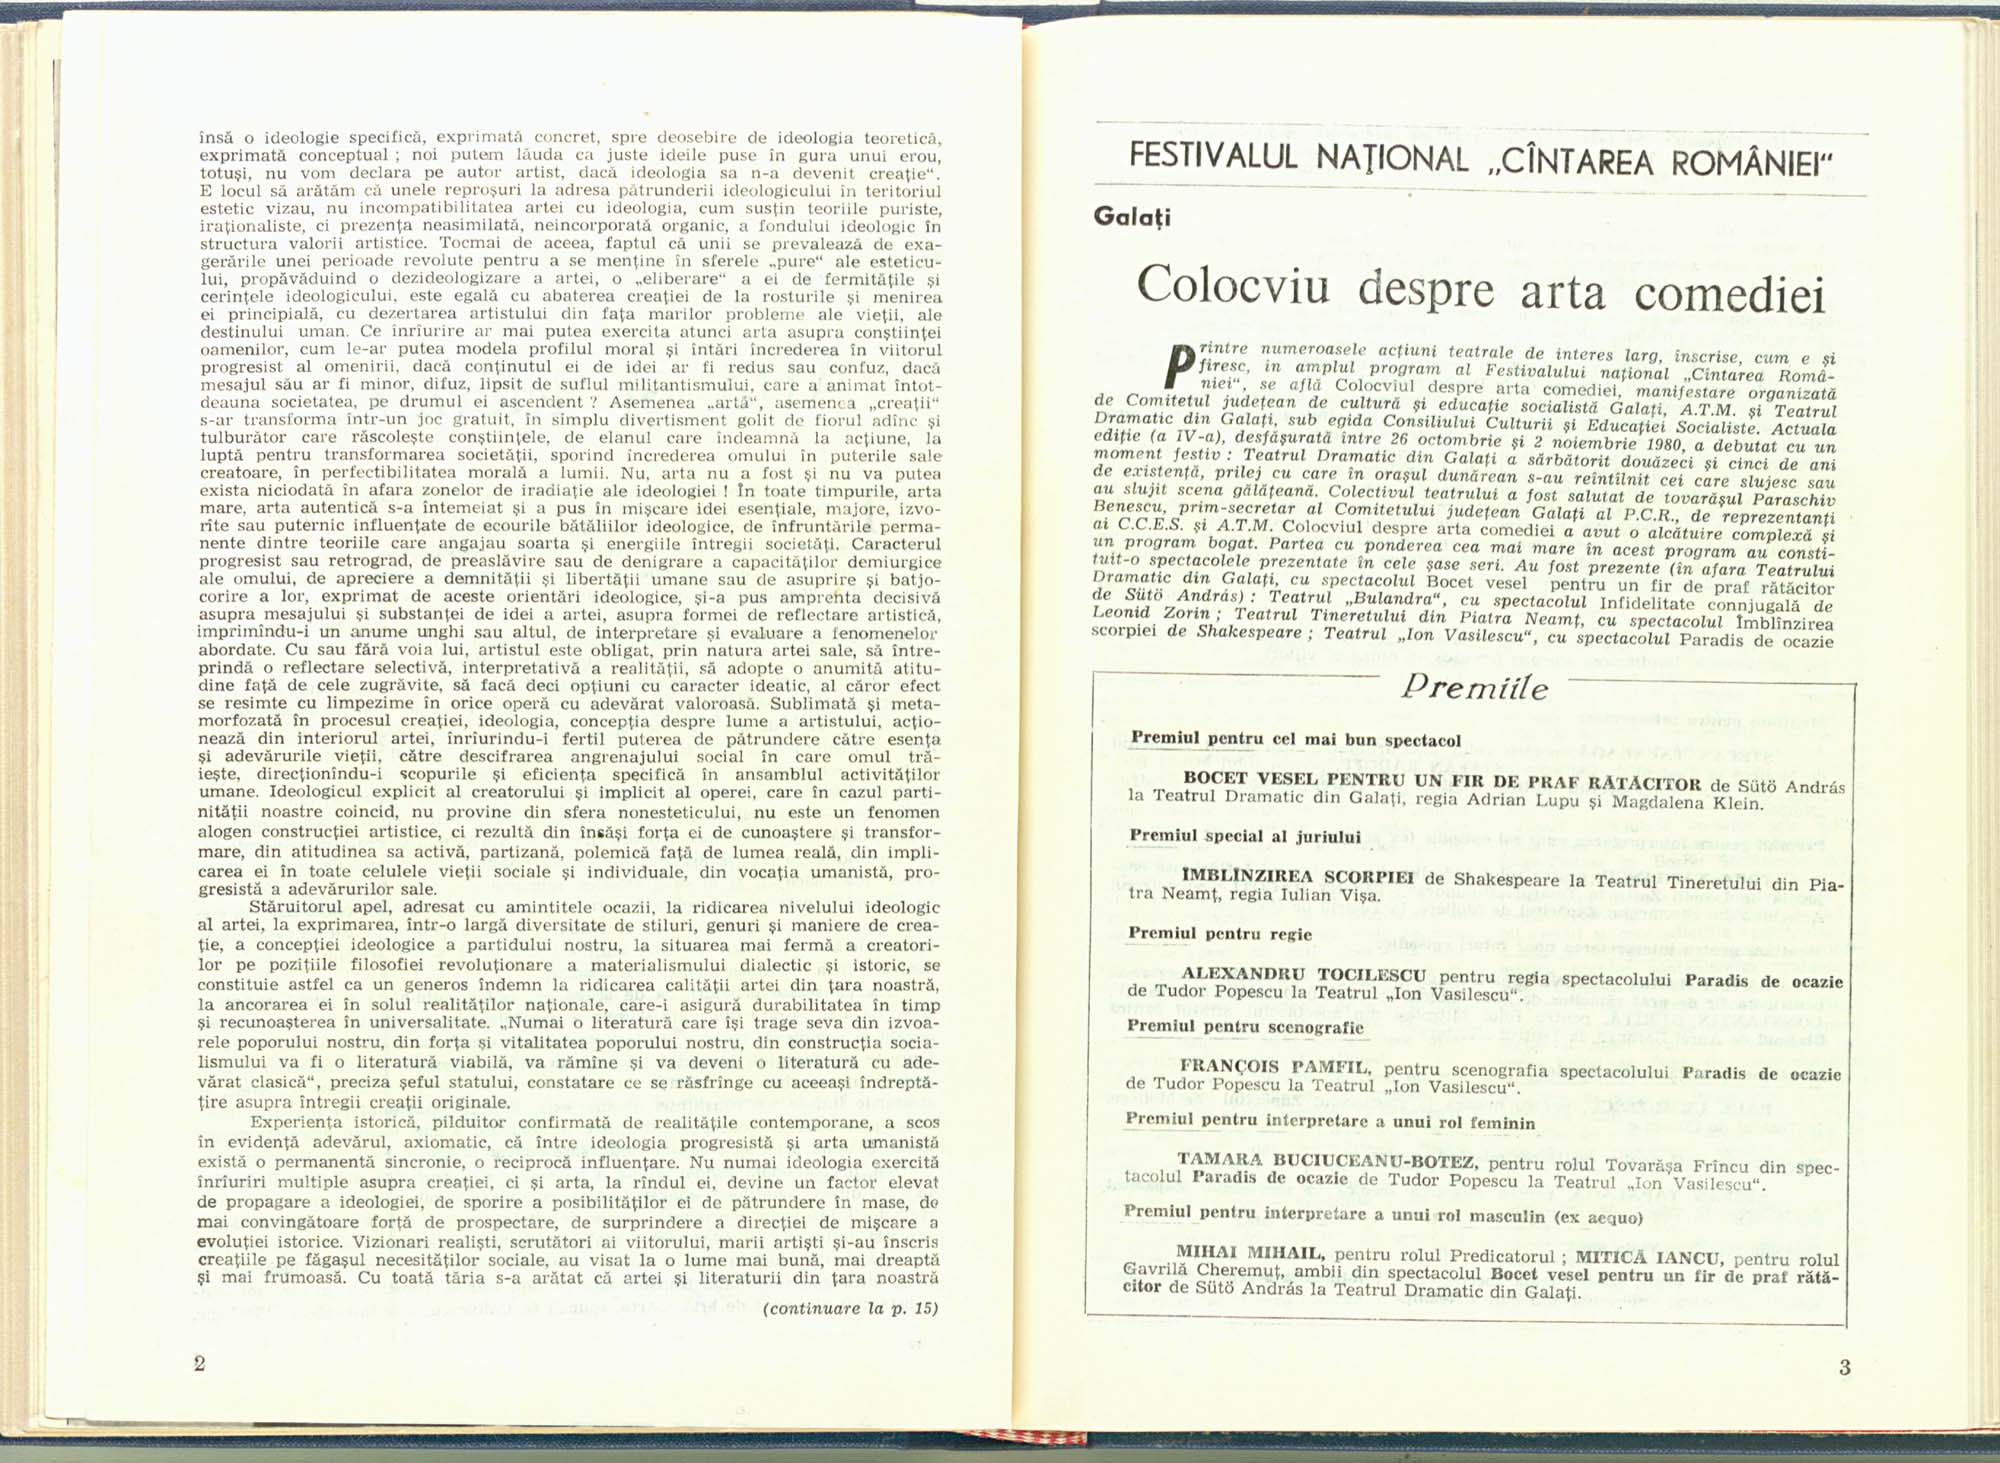 însă o ideologie specifică, exprimată concret, spre deosebire de ideologia teoretică,
exprimată conceptual ; noi putem lăuda ca juste ideile puse în gura unui erou,
totuşi, nu vom declara pe autor artist, dacă ideologia sa n-a devenit creaţie“.
E locul să arătăm că unele reproşuri la adresa pătrunderii ideologicului în teritoriul
estetic vizau, nu incompatibilitatea artei cu ideologia, cum susţin teoriile puriste,
iraţionaliste, ci prezenţa neasimilată, neincorporată organic, a fondului ideologic în
structura valorii artistice. Tocmai de aceea, faptul că unii se prevalează de exa-
gerările unei perioade revolute pentru a se menţine în sferele „pure“ ale esteticu-
lui, propăvăduind o dezideologizare a artei, o „eliberare“ a ei de fermităţile şi
cerinţele ideologicului, este egală cu abaterea creaţiei de la rosturile şi menirea
ei principială, cu dezertarea artistului din faţa marilor probleme ale vieţii, ale
destinului uman. Ce înrîurire ar mai putea exercita atunci arta asupra conştiinţei
oamenilor, cum le-ar putea modela profilul moral şi întări încrederea în viitorul
progresist al omenirii, dacă conţinutul ei de idei ar fi redus sau confuz, dacă
mesajul său ar fi minor, difuz, lipsit de suflul militantismului, care a animat întot-
deauna societatea, pe drumul ei ascendent ? Asemenea „artă“, asemenea „creaţii“
s-ar transforma într-un joc gratuit, în simplu divertisment golit de fiorul adînc şi
tulburător care răscoleşte conştiinţele, de elanul care îndeamnă la acţiune, la
luptă pentru transformarea societăţii, sporind încrederea omului în puterile sale
creatoare, în perfectibilitatea morală a lumii. Nu, arta nu a fost şi nu va putea
exista niciodată în afara zonelor de iradiaţie ale ideologiei ! În toate timpurile, arta
mare, arta autentică s-a întemeiat şi a pus în mişcare idei esenţiale, majore, izvo-
rîte sau puternic influenţate de ecourile bătăliilor ideologice, de înfruntările perma-
nente dintre teoriile care angajau soarta şi energiile întregii societăţi. Caracterul
progresist sau retrograd, de preaslăvire sau de denigrare a capacităţilor demiurgice
ale omului, de apreciere a demnităţii şi libertăţii umane sau de asuprire şi batjo-
corire a lor, exprimat de aceste orientări ideologice, şi-a pus amprenta decisivă
asupra mesajului şi substanţei de idei a artei, asupra formei de reflectare artistică,
imprimîndu-i un anume unghi sau altul, de interpretare şi evaluare a fenomenelor
abordate. Cu sau fără voia lui, artistul este obligat, prin natura artei sale, să între-
prindă o reflectare selectivă, interpretativă a realităţii, să adopte o anumită atitu-
dine faţă de cele zugrăvite, să facă deci opţiuni cu caracter ideatic, al căror efect
se resimte cu limpezime în orice operă cu adevărat valoroasă. Sublimată şi meta-
morfozată în procesul creaţiei, ideologia, concepţia despre lume a artistului, acţio-
nează din interiorul artei, înrîurindu-i fertil puterea de pătrundere către esenţa
şi adevărurile vieţii, către descifrarea angrenajului social în care omul tră-
ieşte, direcţionîndu-i scopurile şi eficienţa specifică în ansamblul activităţilor
umane. Ideologicul explicit al creatorului şi implicit al operei, care în cazul parti-
nităţii noastre coincid, nu provine din sfera nonesteticului, nu este un fenomen
alogen construcţiei artistice, ci rezultă din însăşi forţa ei de cunoaştere şi transfor-
mare, din atitudinea sa activă, partizană, polemică faţă de lumea reală, din impli-
carea ei în toate celulele vieţii sociale şi individuale, din vocaţia umanistă, pro-
gresistă a adevărurilor sale.
Stăruitorul apel, adresat cu amintitele ocazii, la ridicarea nivelului ideologic
al artei, la exprimarea, într-o largă diversitate de stiluri, genuri şi maniere de crea-
ţie, a concepţiei ideologice a partidului nostru, la situarea mai fermă a creatori-
lor pe poziţiile filosofiei revoluţionare a materialismului dialectic şi istoric, se
constituie astfel ca un generos îndemn la ridicarea calităţii artei din ţara noastră,
la ancorarea ei în solul realităţilor naţionale, care-i asigură durabilitatea în timp
şi recunoaşterea în universalitate. „Numai o literatură care îşi trage seva din izvoa-
rele poporului nostru, din forţa şi vitalitatea poporului nostru, din construcţia socia-
lismului va fi o literatură viabilă, va rămîne şi va deveni o literatură cu ade-
vărat clasică“, preciza şeful statului, constatare ce se răsfrînge cu aceeaşi îndreptă-
ţire asupra întregii creaţii originale.
Experienţa istorică, pilduitor confirmată de realităţile contemporane, a scos
în evidenţă adevărul, axiomatic, că între ideologia progresistă şi arta umanistă
există o permanentă sincronie, o reciprocă influenţare. Nu numai ideologia exercită
înrîuriri multiple asupra creaţiei, ci şi arta, la rîndul ei, devine un factor elevat
de propagare a ideologiei, de sporire a posibilităţilor ei de pătrundere în mase, de
mai convingătoare forţă de prospectare, de surprindere a direcţiei de mişcare a
evoluţiei istorice. Vizionari realişti, scrutători ai viitorului, marii artişti şi-au înscris
creaţiile pe făgaşul necesităţilor sociale, au visat la o lume mai bună, mai dreaptă
şi mai frumoasă. Cu toată tăria s-a arătat că artei şi literaturii din ţara noastră
(continuare la p. 15)
2
FESTIVALUL NAŢIONAL „CÎNTAREA ROMÂNIEI“
Galaţi
Colocviu despre arta comediei
Printre numeroasele acţiuni teatrale de interes larg, înscrise, cum e şi
firesc, în amplul program al Festivalului naţional „Cîntarea Româ-
niei“, se află Colocviul despre arta comediei, manifestare organizată
de Comitetul judeţean de cultură şi educaţie socialistă Galaţi, A.T.M. şi Teatrul
Dramatic din Galaţi, sub egida Consiliului Culturii şi Educaţiei Socialiste. Actuala
ediţie (a IV-a), desfăşurată între 26 octombrie şi 2 noiembrie 1980, a debutat cu un
moment festiv : Teatrul Dramatic din Galaţi a sărbătorit douăzeci şi cinci de ani
de existenţă, prilej cu care în oraşul dunărean s-au reîntîlnit cei care slujesc sau
au slujit scena gălăţeană. Colectivul teatrului a fost salutat de tovarăşul Paraschiv
Benescu, prim-secretar al Comitetului judeţean Galaţi al P.C.R., de reprezentanţi
ai C.C.E.S. şi A.T.M. Colocviul despre arta comediei a avut o alcătuire complexă şi
un program bogat. Partea cu ponderea cea mai mare în acest program au consti-
tuit-o spectacolele prezentate în cele şase seri. Au fost prezente (în afara Teatrului
Dramatic din Galaţi, cu spectacolul Bocet vesel pentru un fir de praf rătăcitor
de Sütö András) : Teatrul „Bulandra“, cu spectacolul Infidelitate connjugală de
Leonid Zorin ; Teatrul Tineretului din Piatra Neamţ, cu spectacolul Îmblînzirea
scorpiei de Shakespeare ; Teatrul „Ion Vasilescu“, cu spectacolul Paradis de ocazie
Premiile
Premiul pentru cel mai bun spectacol
BOCET VESEL PENTRU UN FIR DE PRAF RĂTĂCITOR de Sütö András
la Teatrul Dramatic din Galaţi, regia Adrian Lupu şi Magdalena Klein.
Premiul special al juriului
ÎMBLÎNZIREA SCORPIEI de Shakespeare la Teatrul Tineretului din Pia-
tra Neamţ, regia Iulian Vişa.
Premiul pentru regie
ALEXANDRU TOCILESCU pentru regia spectacolului Paradis de ocazie
de Tudor Popescu la Teatrul „Ion Vasilescu“.
Premiul pentru scenografie
FRANÇOIS PAMFIL, pentru scenografia spectacolului Paradis de ocazie
de Tudor Popescu la Teatrul „Ion Vasilescu“.
Premiul pentru interpretare a unui rol feminin
TAMARA BUCIUCEANU-BOTEZ, pentru rolul Tovarăşa Frîncu din spec-
tacolul Paradis de ocazie de Tudor Popescu la Teatrul „Ion Vasilescu“.
Premiul pentru interpretare a unui rol masculin (ex aequo)
MIHAI MIHAIL, pentru rolul Predicatorul ; MITICĂ IANCU, pentru rolul
Gavrilă Cheremuţ, ambii din spectacolul Bocet vesel pentru un fir de praf rătă-
citor de Sütö András la Teatrul Dramatic din Galaţi.
3